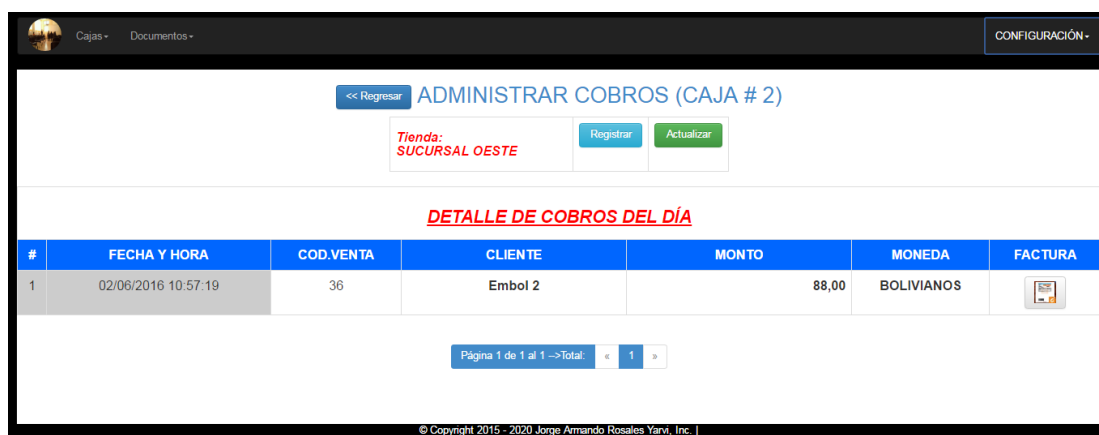 Cajas Documentos CONFIGURACIÓN
<< Regresar ADMINISTRAR COBROS (CAJA # 2)
Tienda: Registrar Actualizar
SUCURSAL OESTE
DETALLE DE COBROS DEL DÍA
# FECHA Y HORA COD.VENTA CLIENTE MONTO MONEDA FACTURA
1 02/06/2016 10:57:19 36 Embol 2 88,00 BOLIVIANOS
Página 1 de 1 al 1 -->Total: « 1 »
© Copyright 2015 - 2020 Jorge Armando Rosales Yarvi, Inc. |